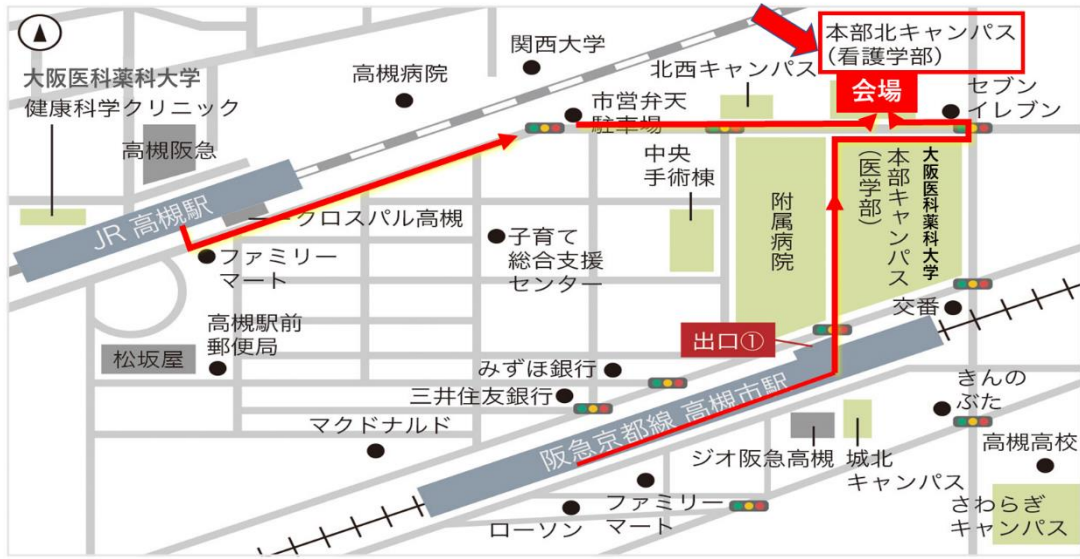 本部北キャンパス
（看護学部）
会場
関西大学
高槻病院
北西キャンパス
セブン
イレブン
大阪医科薬科大学
健康科学クリニック
市営弁天
駐車場
高槻阪急
中央
手術棟
附属病院
大阪医科薬科大学
本部キャンパス
（医学部）
JR 高槻駅
クロスパル高槻
ファミリー
マート
子育て
総合支援
センター
交番
高槻駅前
郵便局
松坂屋
出口①
みずほ銀行
三井住友銀行
きんの
ぶた
阪急京都線 高槻市駅
マクドナルド
高槻高校
ジオ阪急高槻
城北
キャンパス
ファミリー
マート
ローソン
さわらぎ
キャンパス